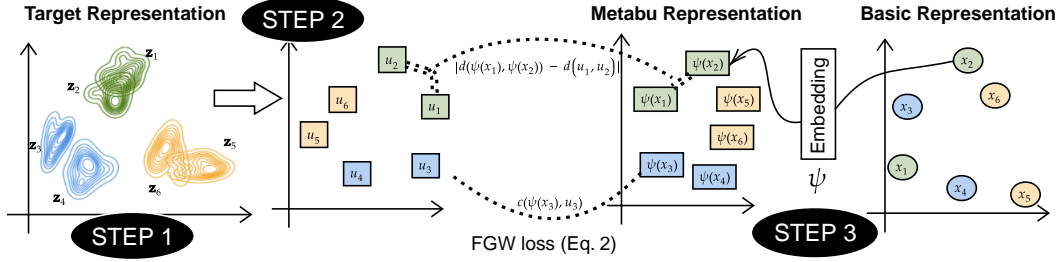 Target Representation
STEP 2
Metabu Representation
Basic Representation
z₁
z₂
z₃
z₄
z₅
z₆
STEP 1
u₂
u₁
u₆
u₅
u₄
u₃
|d(ψ(x₁), ψ(x₂)) − d(u₁, u₂)|
c(ψ(x₃), u₃)
FGW loss (Eq. 2)
ψ(x₂)
ψ(x₁)
ψ(x₅)
ψ(x₆)
ψ(x₃)
ψ(x₄)
Embedding
ψ
STEP 3
x₂
x₃
x₆
x₁
x₄
x₅